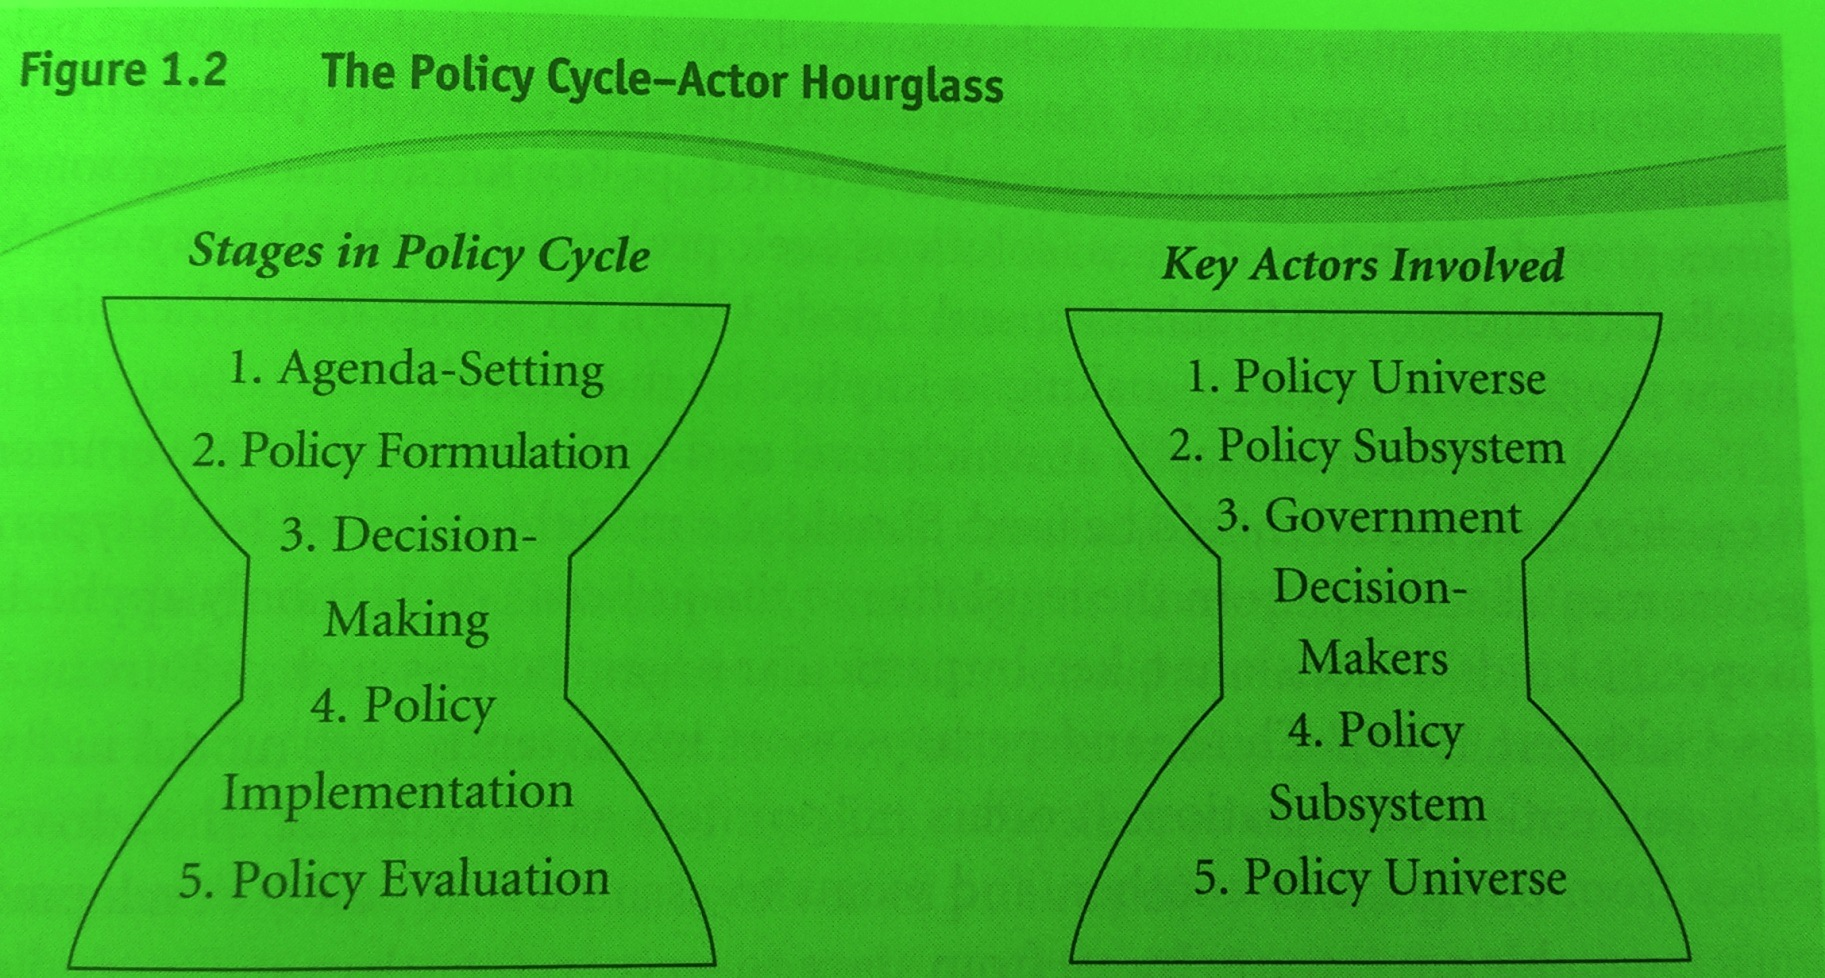 Figure 1.2 The Policy Cycle–Actor Hourglass
Stages in Policy Cycle
1. Agenda-Setting
2. Policy Formulation
3. Decision-
Making
4. Policy
Implementation
5. Policy Evaluation
Key Actors Involved
1. Policy Universe
2. Policy Subsystem
3. Government
Decision-
Makers
4. Policy
Subsystem
5. Policy Universe